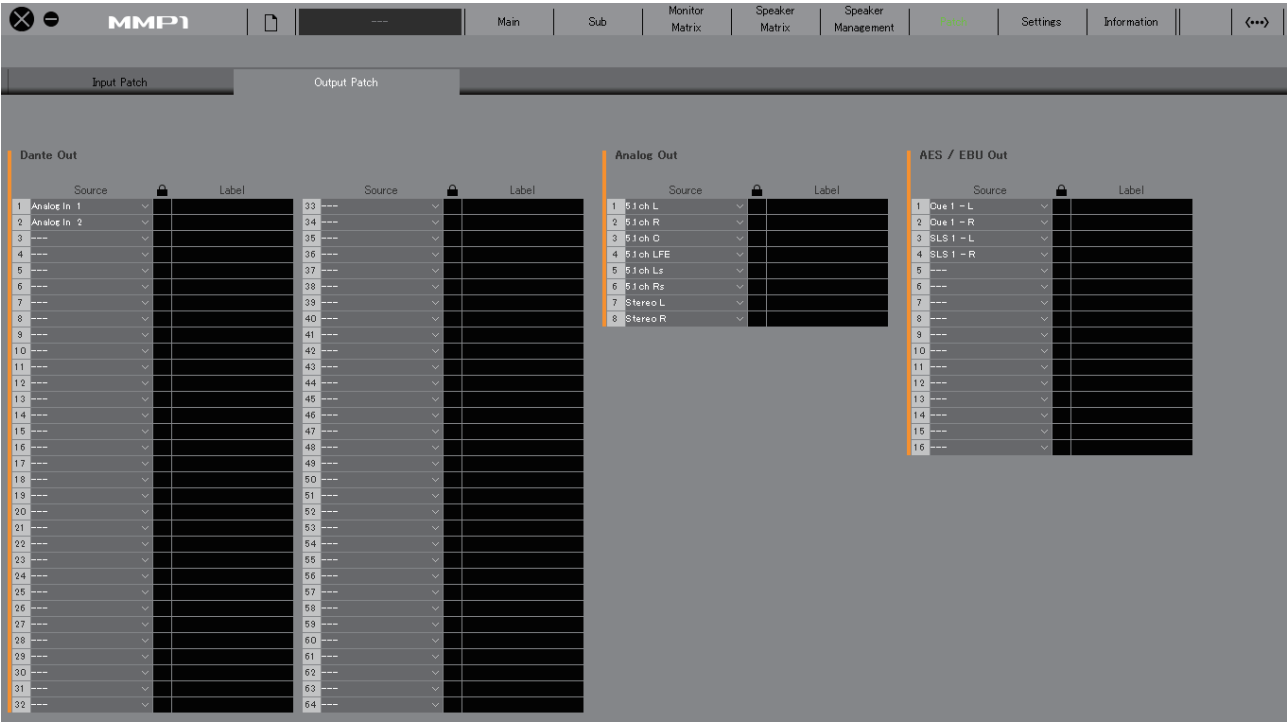 MMP1
---
Main
Sub
Monitor
Matrix
Speaker
Matrix
Speaker
Management
Settings
Information
Input Patch
Output Patch
Dante Out
Source Label Source Label
1 Analog In 1 33 ---
2 Analog In 2 34 ---
3 --- 35 ---
4 --- 36 ---
5 --- 37 ---
6 --- 38 ---
7 --- 39 ---
8 --- 40 ---
9 --- 41 ---
10 --- 42 ---
11 --- 43 ---
12 --- 44 ---
13 --- 45 ---
14 --- 46 ---
15 --- 47 ---
16 --- 48 ---
17 --- 49 ---
18 --- 50 ---
19 --- 51 ---
20 --- 52 ---
21 --- 53 ---
22 --- 54 ---
23 --- 55 ---
24 --- 56 ---
25 --- 57 ---
26 --- 58 ---
27 --- 59 ---
28 --- 60 ---
29 --- 61 ---
30 --- 62 ---
31 --- 63 ---
32 --- 64 ---
Analog Out
Source Label
1 5.1ch L
2 5.1ch R
3 5.1ch C
4 5.1ch LFE
5 5.1ch Ls
6 5.1ch Rs
7 Stereo L
8 Stereo R
AES / EBU Out
Source Label
1 Cue 1 - L
2 Cue 1 - R
3 SLS 1 - L
4 SLS 1 - R
5 ---
6 ---
7 ---
8 ---
9 ---
10 ---
11 ---
12 ---
13 ---
14 ---
15 ---
16 ---